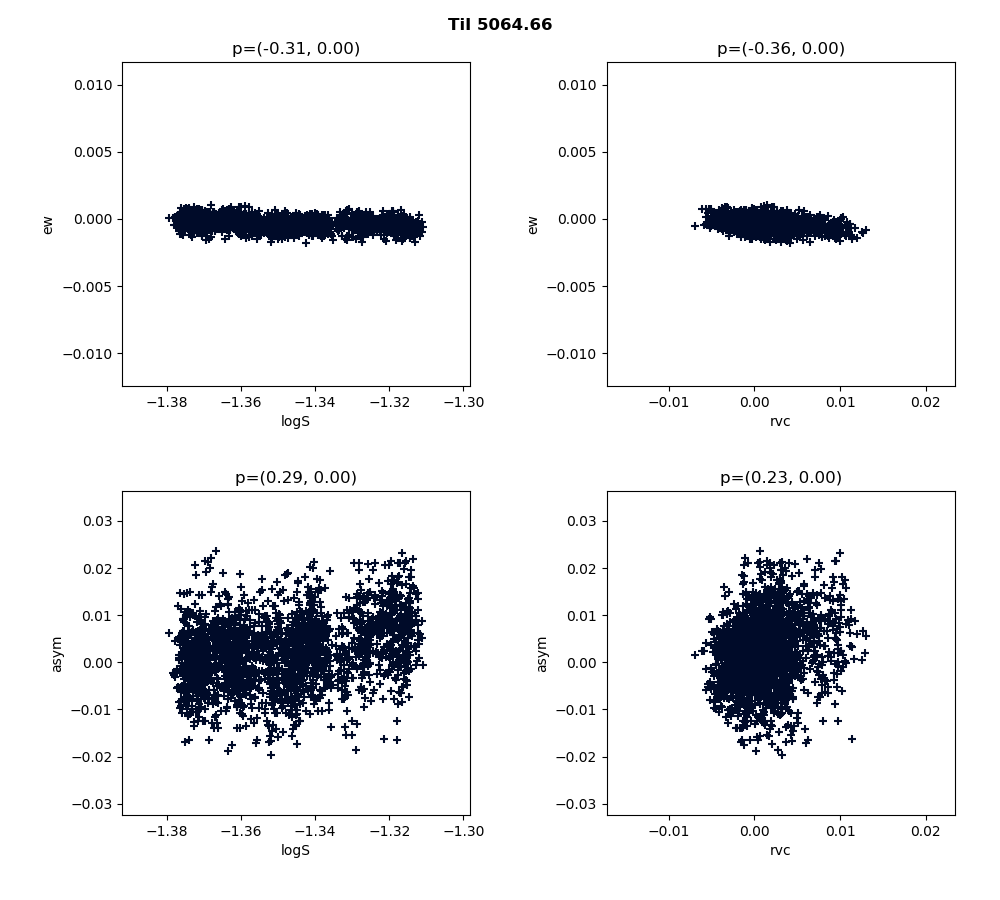 TiI 5064.66
p=(-0.31, 0.00)
p=(-0.36, 0.00)
0.010
0.005
0.000
−0.005
−0.010
ew
−1.38 −1.36 −1.34 −1.32 −1.30
logS
0.010
0.005
0.000
−0.005
−0.010
ew
−0.01 0.00 0.01 0.02
rvc
p=(0.29, 0.00)
p=(0.23, 0.00)
0.03
0.02
0.01
0.00
−0.01
−0.02
−0.03
asym
−1.38 −1.36 −1.34 −1.32 −1.30
logS
0.03
0.02
0.01
0.00
−0.01
−0.02
−0.03
asym
−0.01 0.00 0.01 0.02
rvc